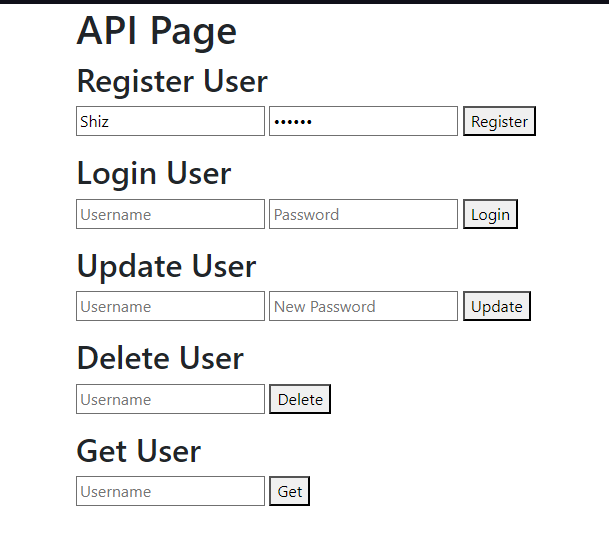 API Page
Register User
Shiz •••••• Register
Login User
Username Password Login
Update User
Username New Password Update
Delete User
Username Delete
Get User
Username Get